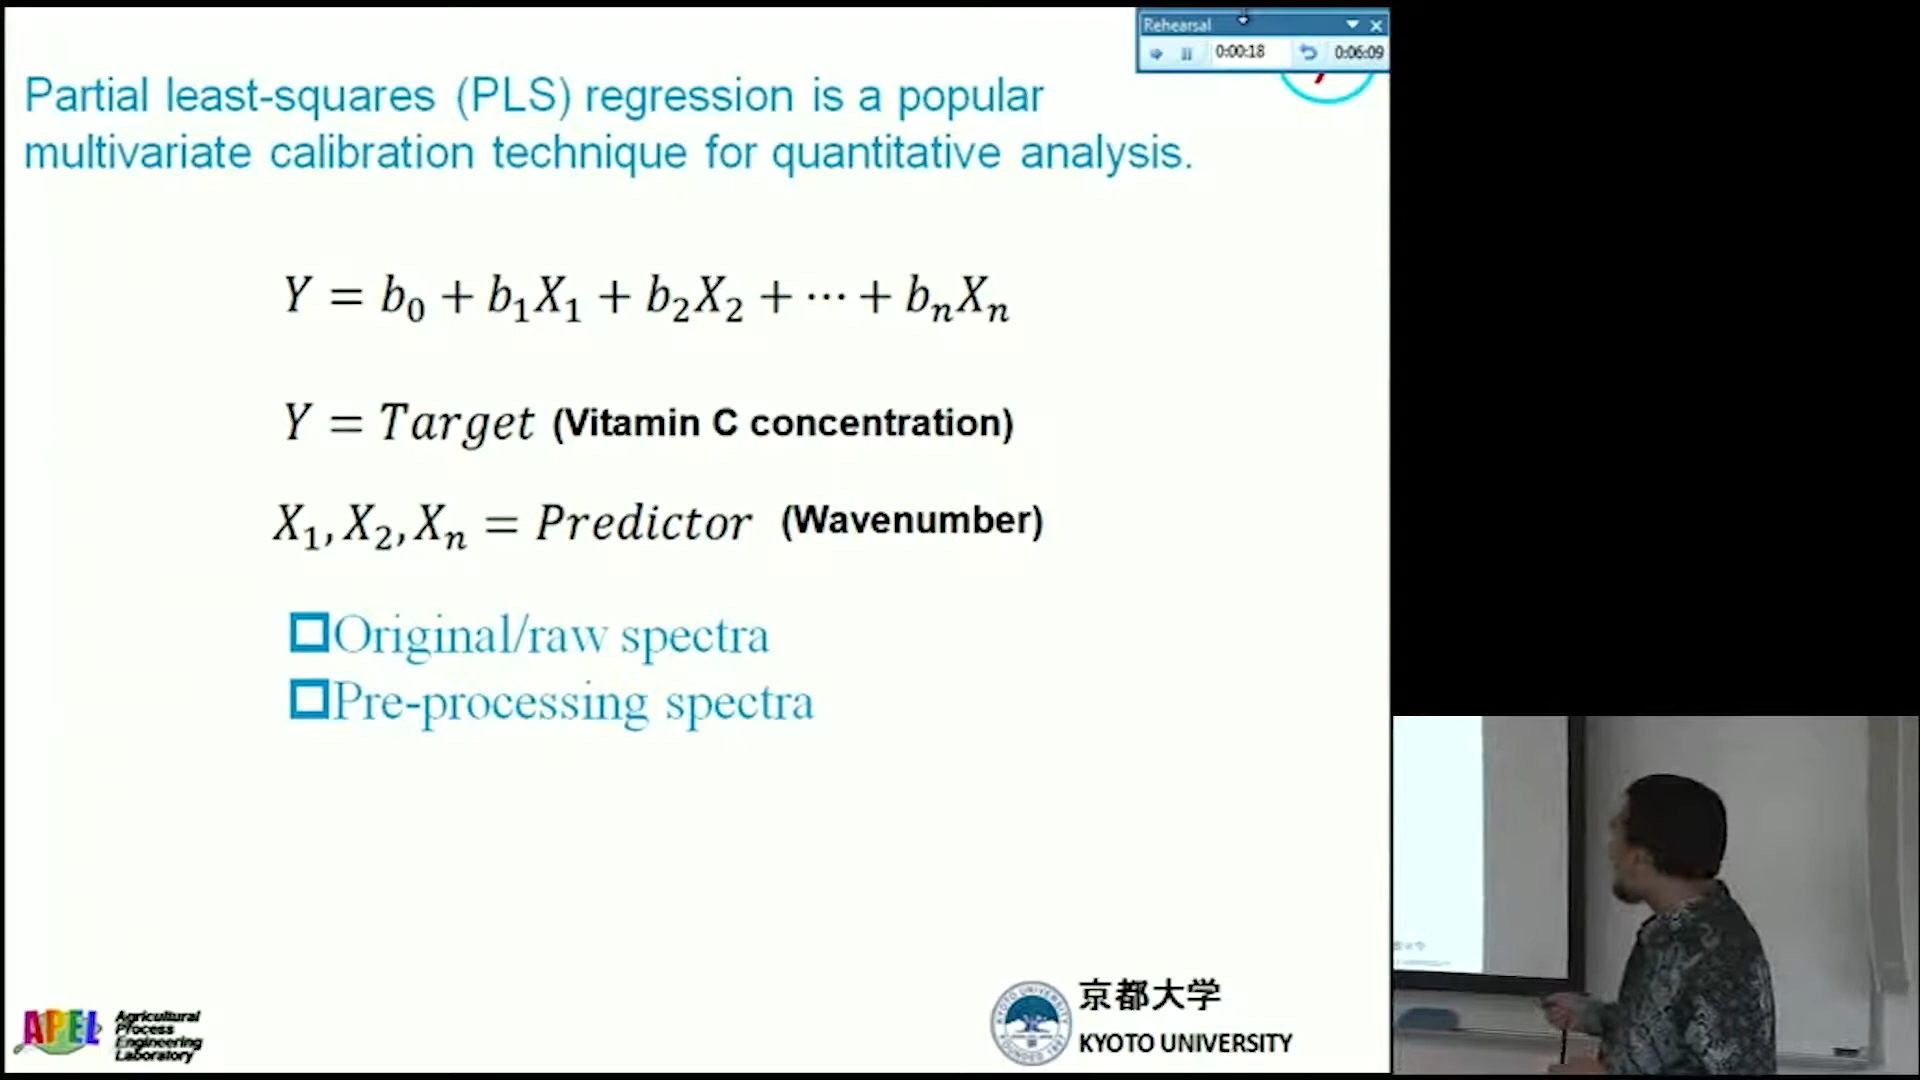 Rehearsal
0:00:18 0:06:09
Partial least-squares (PLS) regression is a popular
multivariate calibration technique for quantitative analysis.
Y = b₀ + b₁X₁ + b₂X₂ + ⋯ + bₙXₙ
Y = Target (Vitamin C concentration)
X₁, X₂, Xₙ = Predictor (Wavenumber)
Original/raw spectra
Pre-processing spectra
APEL
Agricultural
Process
Engineering
Laboratory
KYOTO UNIVERSITY
京都大学
KYOTO UNIVERSITY